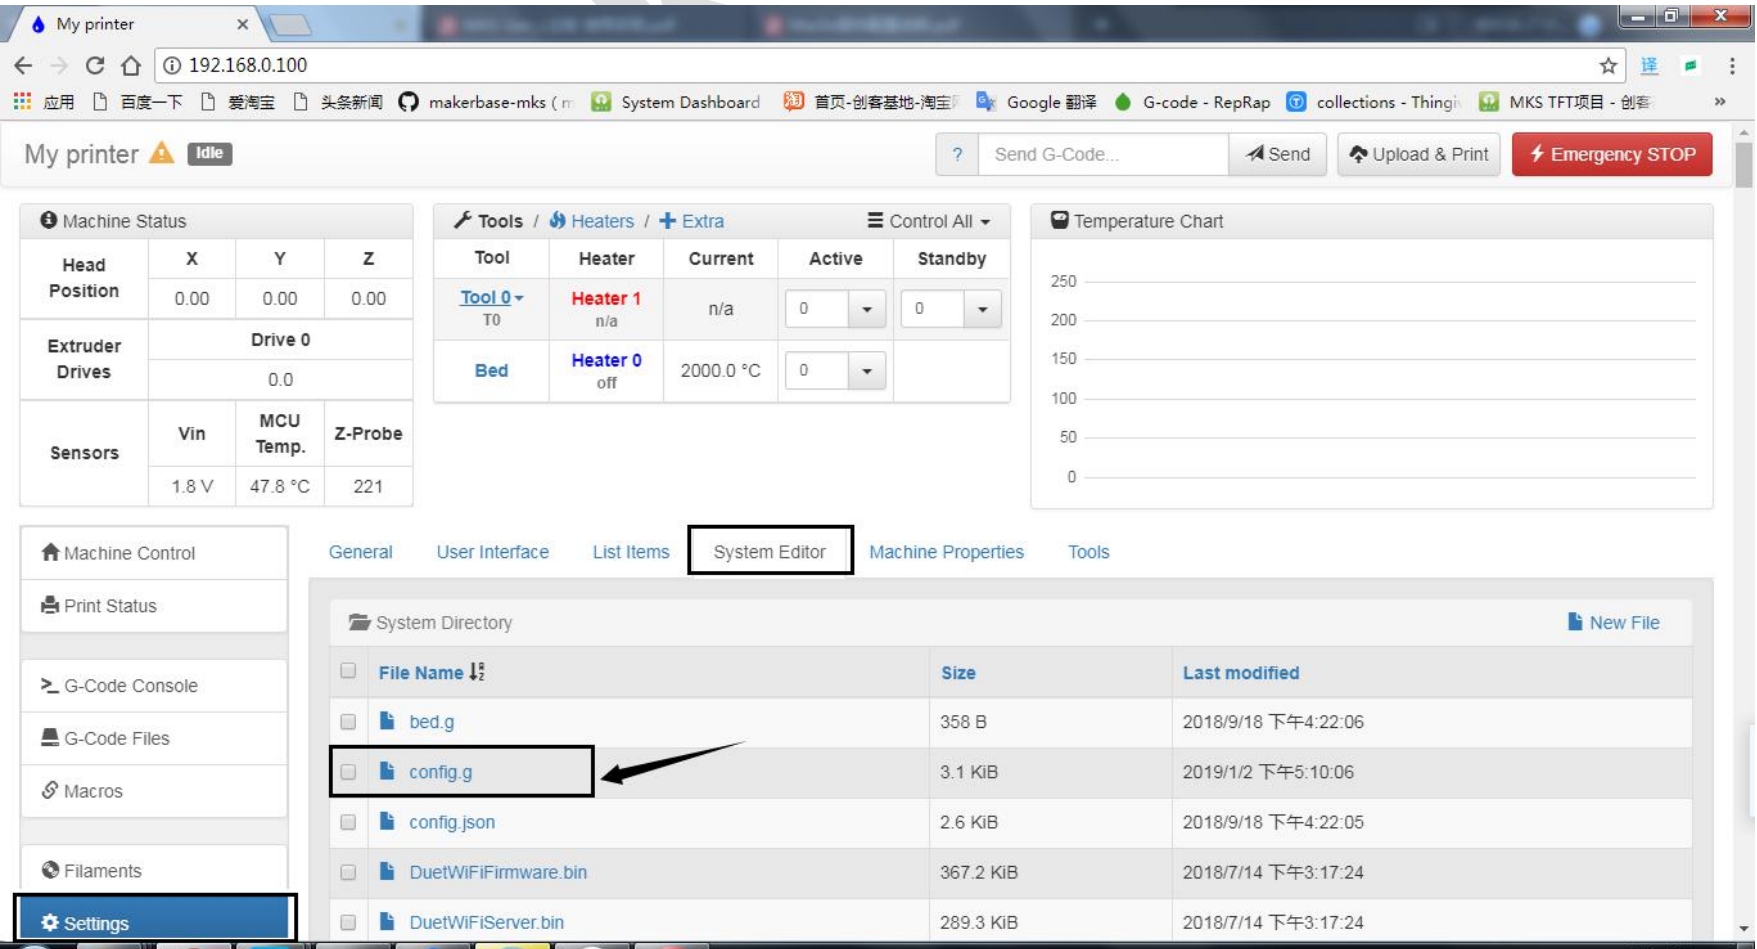 My printer
192.168.0.100
应用 百度一下 爱淘宝 头条新闻 makerbase-mks ( m System Dashboard 首页-创客基地-淘宝 Google 翻译 G-code - RepRap collections - Thingi MKS TFT项目 - 创客 »
My printer Idle ? Send G-Code... Send Upload & Print Emergency STOP
Machine Status
X Y Z
Head Position 0.00 0.00 0.00
Extruder Drives Drive 0
0.0
Sensors Vin MCU Temp. Z-Probe
1.8 V 47.8 °C 221
Tools / Heaters / Extra Control All
Tool Heater Current Active Standby
Tool 0 Heater 1 n/a 0 0
T0 n/a
Bed Heater 0 2000.0 °C 0
off
Temperature Chart
250
200
150
100
50
0
Machine Control
Print Status
G-Code Console
G-Code Files
Macros
Filaments
Settings
General User Interface List Items System Editor Machine Properties Tools
System Directory New File
File Name Size Last modified
bed.g 358 B 2018/9/18 下午4:22:06
config.g 3.1 KiB 2019/1/2 下午5:10:06
config.json 2.6 KiB 2018/9/18 下午4:22:05
DuetWiFiFirmware.bin 367.2 KiB 2018/7/14 下午3:17:24
DuetWiFiServer.bin 289.3 KiB 2018/7/14 下午3:17:24